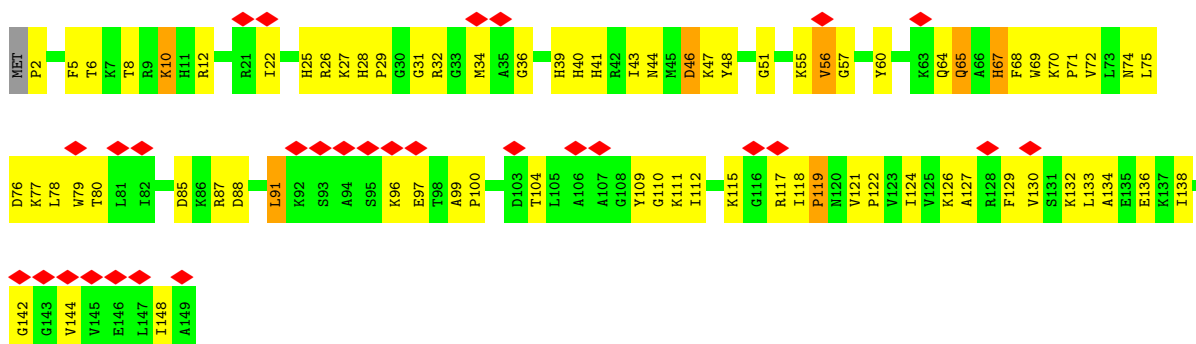 MET P2 F5 T6 K7 T8 R9 K10 H11 R12 R21 I22 H25 R26 K27 H28 P29 G30 G31 R32 G33 M34 A35 G36 H39 H40 H41 R42 I43 N44 M45 D46 K47 Y48 G51 K55 V56 G57 Y60 K63 Q64 Q65 A66 H67 F68 W69 K70 P71 V72 L73 N74 L75
D76 K77 L78 W79 T80 L81 I82 D85 K86 R87 D88 L91 K92 S93 A94 S95 K96 E97 T98 A99 P100 D103 T104 L105 A106 A107 G108 Y109 G110 K111 I112 K115 G116 R117 I118 P119 N120 V121 P122 V123 I124 V125 K126 A127 R128 F129 V130 S131 K132 L133 A134 E135 E136 K137 I138
G142 G143 V144 V145 E146 L147 I148 A149